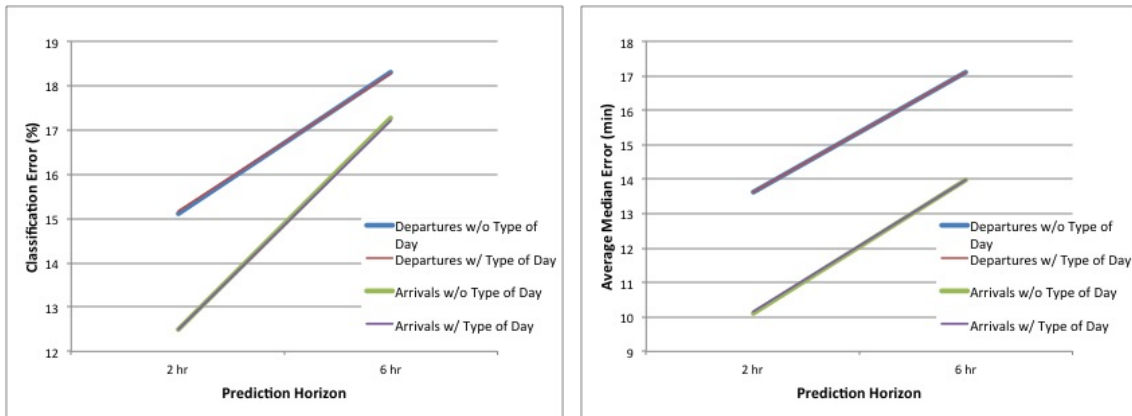 19
18
17
16
15
14
13
12
Classification Error (%)
2 hr
6 hr
Prediction Horizon
Departures w/o Type of
Day
Departures w/ Type of Day
Arrivals w/o Type of Day
Arrivals w/ Type of Day
18
17
16
15
14
13
12
11
10
9
Average Median Error (min)
2 hr
6 hr
Prediction Horizon
Departures w/o Type of
Day
Departures w/ Type of Day
Arrivals w/o Type of Day
Arrivals w/ Type of Day